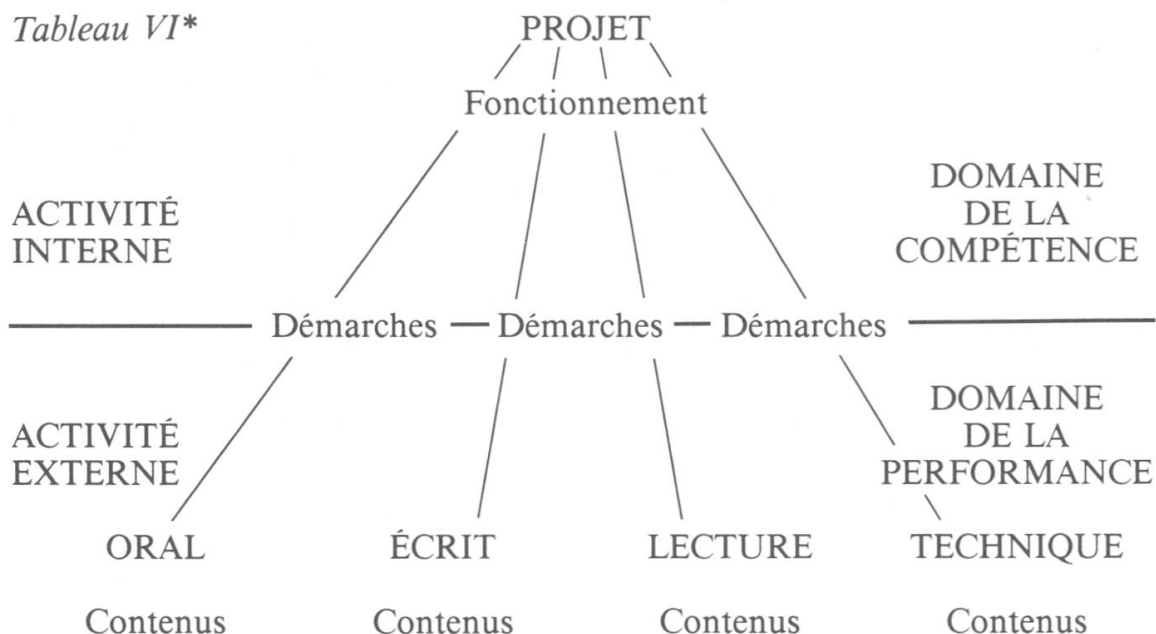 Tableau VI*
PROJET
Fonctionnement
ACTIVITÉ
INTERNE
DOMAINE
DE LA
COMPÉTENCE
Démarches — Démarches — Démarches
ACTIVITÉ
EXTERNE
DOMAINE
DE LA
PERFORMANCE
ORAL ÉCRIT LECTURE TECHNIQUE
Contenus Contenus Contenus Contenus